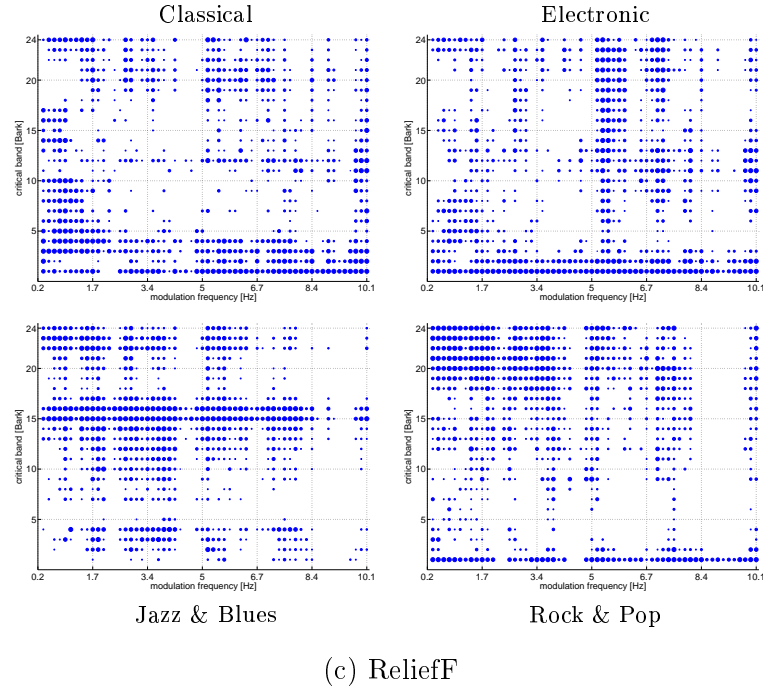 Classical Electronic
24
20
15
10
5
critical band [Bark]
0.2 1.7 3.4 5 6.7 8.4 10.1
modulation frequency [Hz]
24
20
15
10
5
critical band [Bark]
0.2 1.7 3.4 5 6.7 8.4 10.1
modulation frequency [Hz]
24
20
15
10
5
critical band [Bark]
0.2 1.7 3.4 5 6.7 8.4 10.1
modulation frequency [Hz]
24
20
15
10
5
critical band [Bark]
0.2 1.7 3.4 5 6.7 8.4 10.1
modulation frequency [Hz]
Jazz & Blues Rock & Pop
(c) ReliefF